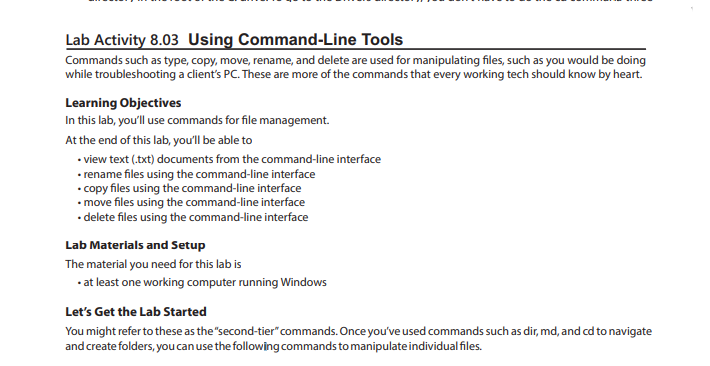 Lab Activity 8.03 Using Command-Line Tools
Commands such as type, copy, move, rename, and delete are used for manipulating files, such as you would be doing
while troubleshooting a client's PC. These are more of the commands that every working tech should know by heart.
Learning Objectives
In this lab, you'll use commands for file management.
At the end of this lab, you'll be able to
• view text (.txt) documents from the command-line interface
• rename files using the command-line interface
• copy files using the command-line interface
• move files using the command-line interface
• delete files using the command-line interface
Lab Materials and Setup
The material you need for this lab is
• at least one working computer running Windows
Let's Get the Lab Started
You might refer to these as the "second-tier" commands. Once you've used commands such as dir, md, and cd to navigate
and create folders, you can use the following commands to manipulate individual files.